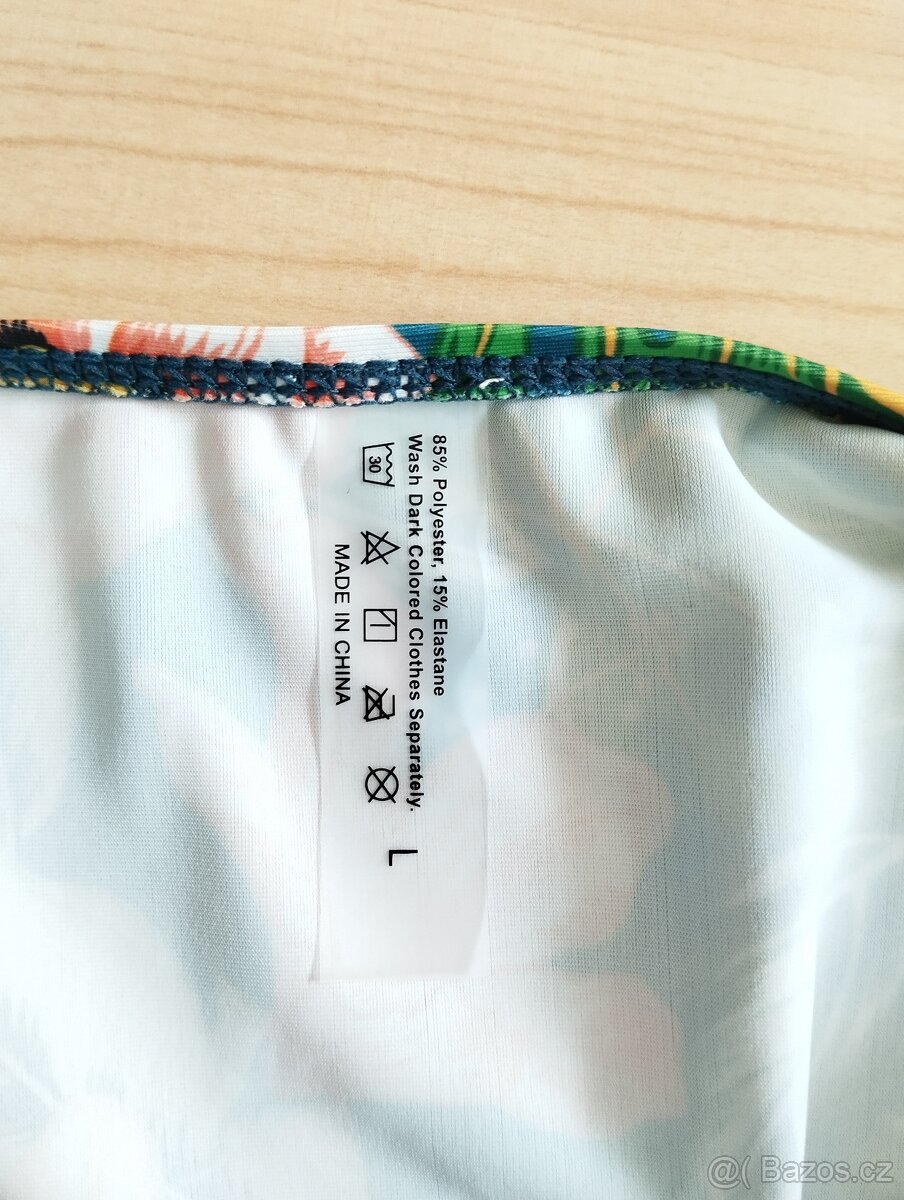 85% Polyester, 15% Elastane
Wash Dark Colored Clothes Separately.
30
L
MADE IN CHINA
@( Bazos.cz